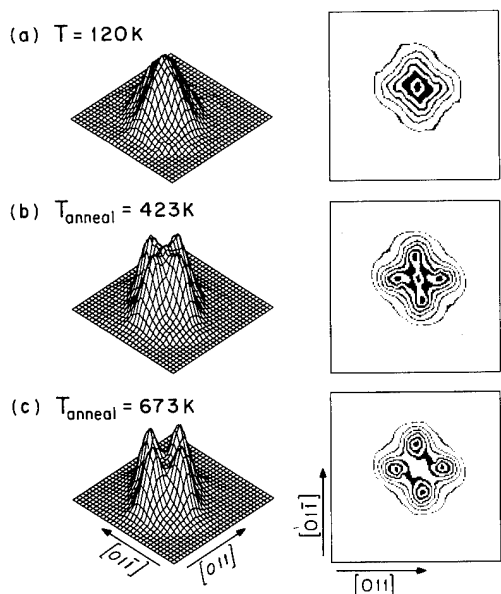 (a) T = 120K
(b) Tanneal = 423K
(c) Tanneal = 673K
[011̄]
[011]
[011̄]
[011]